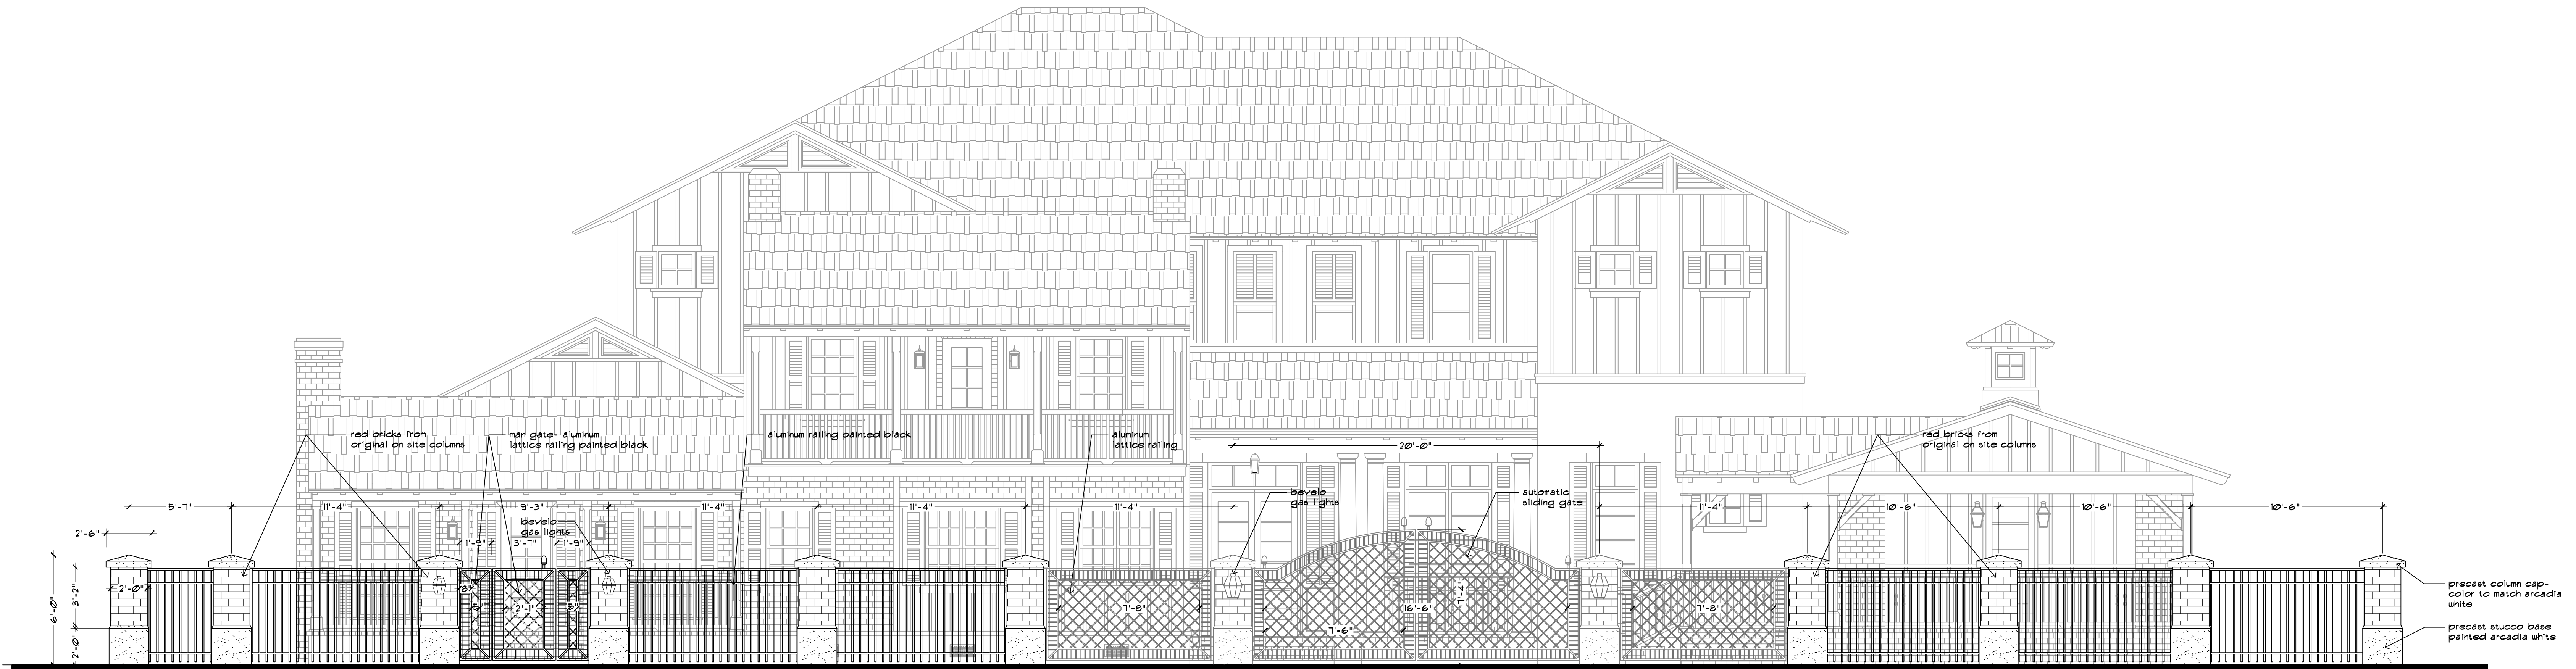 red bricks from
original on site columns
man gate- aluminum
lattice railing painted black
aluminum railing painted black
aluminum
lattice railing
20'-0"
red bricks from
original on site columns
bevelo
gas lights
automatic
sliding gate
5'-7"
11'-4"
9'-3"
11'-4"
11'-4"
11'-4"
11'-4"
10'-6"
10'-6"
10'-6"
2'-6"
bevelo
gas lights
1'-9"
3'-7"
1'-9"
6'-0"
3'-2"
2'-0"
2'-0"
8"
2'-1"
7'-8"
16'-6"
7'-6"
7'-8"
precast column cap-
color to match arcadia
white
precast stucco base
painted arcadia white